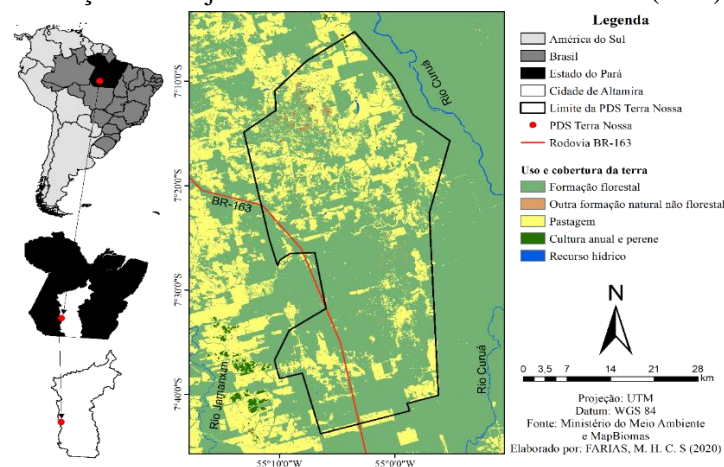 Legenda
América do Sul
Brasil
Estado do Pará
Cidade de Altamira
Limite da PDS Terra Nossa
PDS Terra Nossa
Rodovia BR-163
Uso e cobertura da terra
Formação florestal
Outra formação natural não florestal
Pastagem
Cultura anual e perene
Recurso hídrico
N
0 3,5 7 14 21 28
km
Projeção: UTM
Datum: WGS 84
Fonte: Ministério do Meio Ambiente
e MapBiomas
Elaborado por: FARIAS, M. H. C. S (2020)
7°10'0"S
7°20'0"S
7°30'0"S
7°40'0"S
55°10'0"W
55°0'0"W
Rio Curuá
BR-163
Rio Jamanxim
Rio Curuá